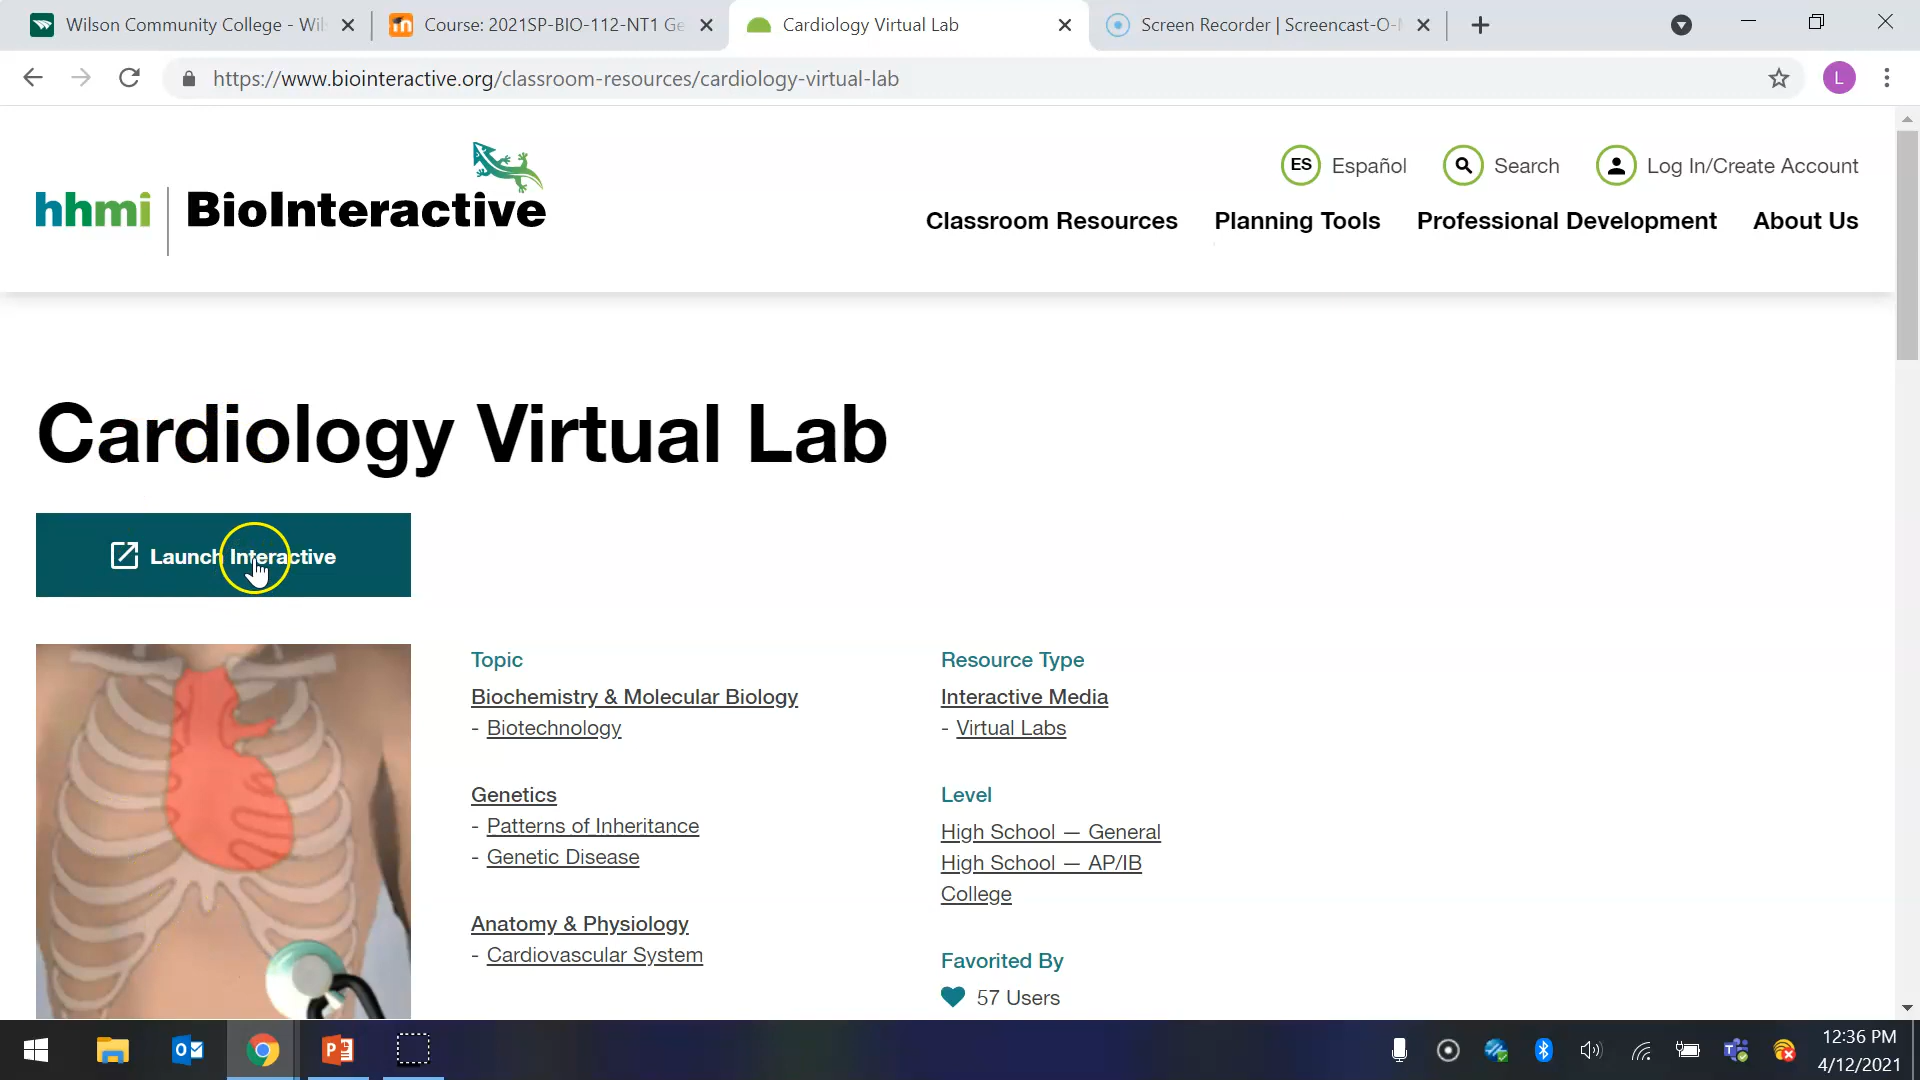 Wilson Community College - Wil
Course: 2021SP-BIO-112-NT1 Ge
Cardiology Virtual Lab
Screen Recorder | Screencast-O-M
https://www.biointeractive.org/classroom-resources/cardiology-virtual-lab
L
hhmi BioInteractive
ES Español
Search
Log In/Create Account
Classroom Resources
Planning Tools
Professional Development
About Us
Cardiology Virtual Lab
Launch Interactive
Topic
Biochemistry & Molecular Biology
- Biotechnology
Genetics
- Patterns of Inheritance
- Genetic Disease
Anatomy & Physiology
- Cardiovascular System
Resource Type
Interactive Media
- Virtual Labs
Level
High School — General
High School — AP/IB
College
Favorited By
57 Users
12:36 PM
4/12/2021